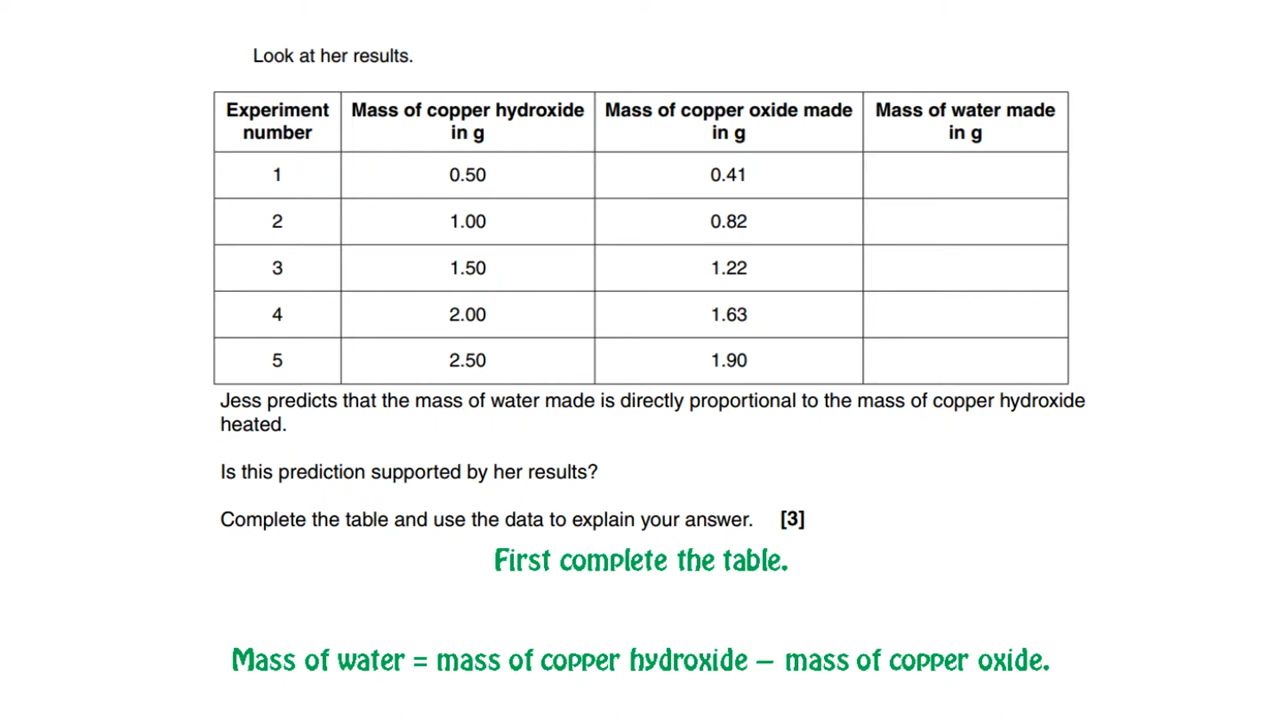 Look at her results.
Experiment number Mass of copper hydroxide in g Mass of copper oxide made in g Mass of water made in g
1 0.50 0.41
2 1.00 0.82
3 1.50 1.22
4 2.00 1.63
5 2.50 1.90
Jess predicts that the mass of water made is directly proportional to the mass of copper hydroxide
heated.
Is this prediction supported by her results?
Complete the table and use the data to explain your answer. [3]
First complete the table.
Mass of water = mass of copper hydroxide – mass of copper oxide.